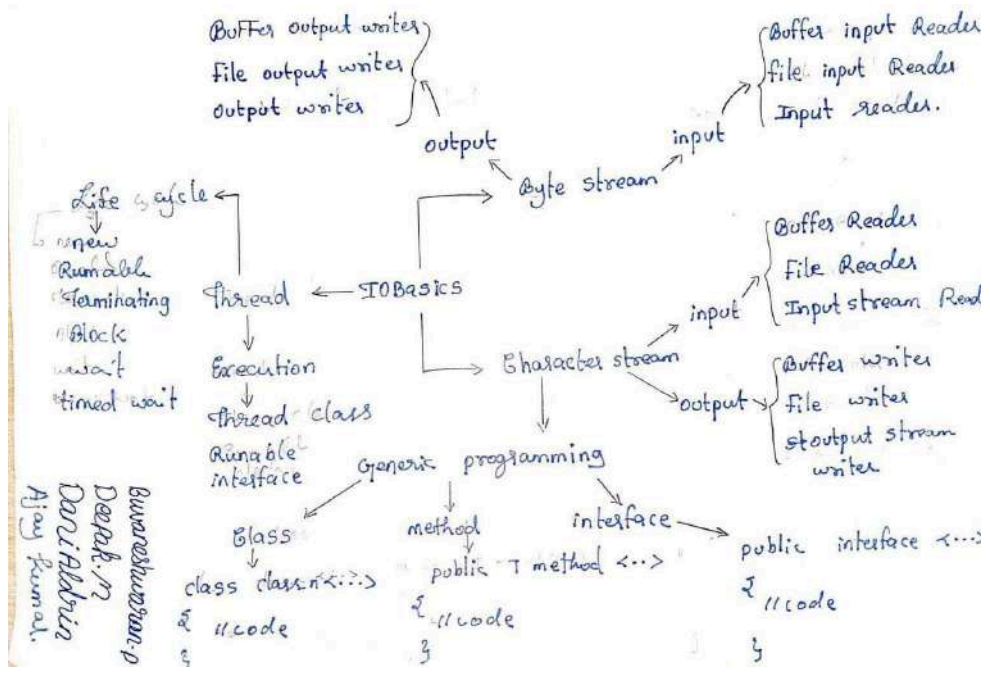 Buffer output writer
File output writer
Output writer
Buffer input Reader
file input Reader
Input reader.
output
input
Byte stream
Life cycle
new
Runable
Terminating
Block
wait
timed wait
Thread
IOBasics
Execution
Thread class
Runable
interface
Character stream
input
Buffer Reader
File Reader
Input stream Read
output
Buffer writer
File writer
stoutput stream
writer
Generic programming
Class
method
interface
class class.n<...>
{
//code
}
public T method <..>
{
//code
}
public interface <...>
{
//code
}
Buvaneshwaran.p
Deepak.M
Dani Aldrin
Ajay Kumar.